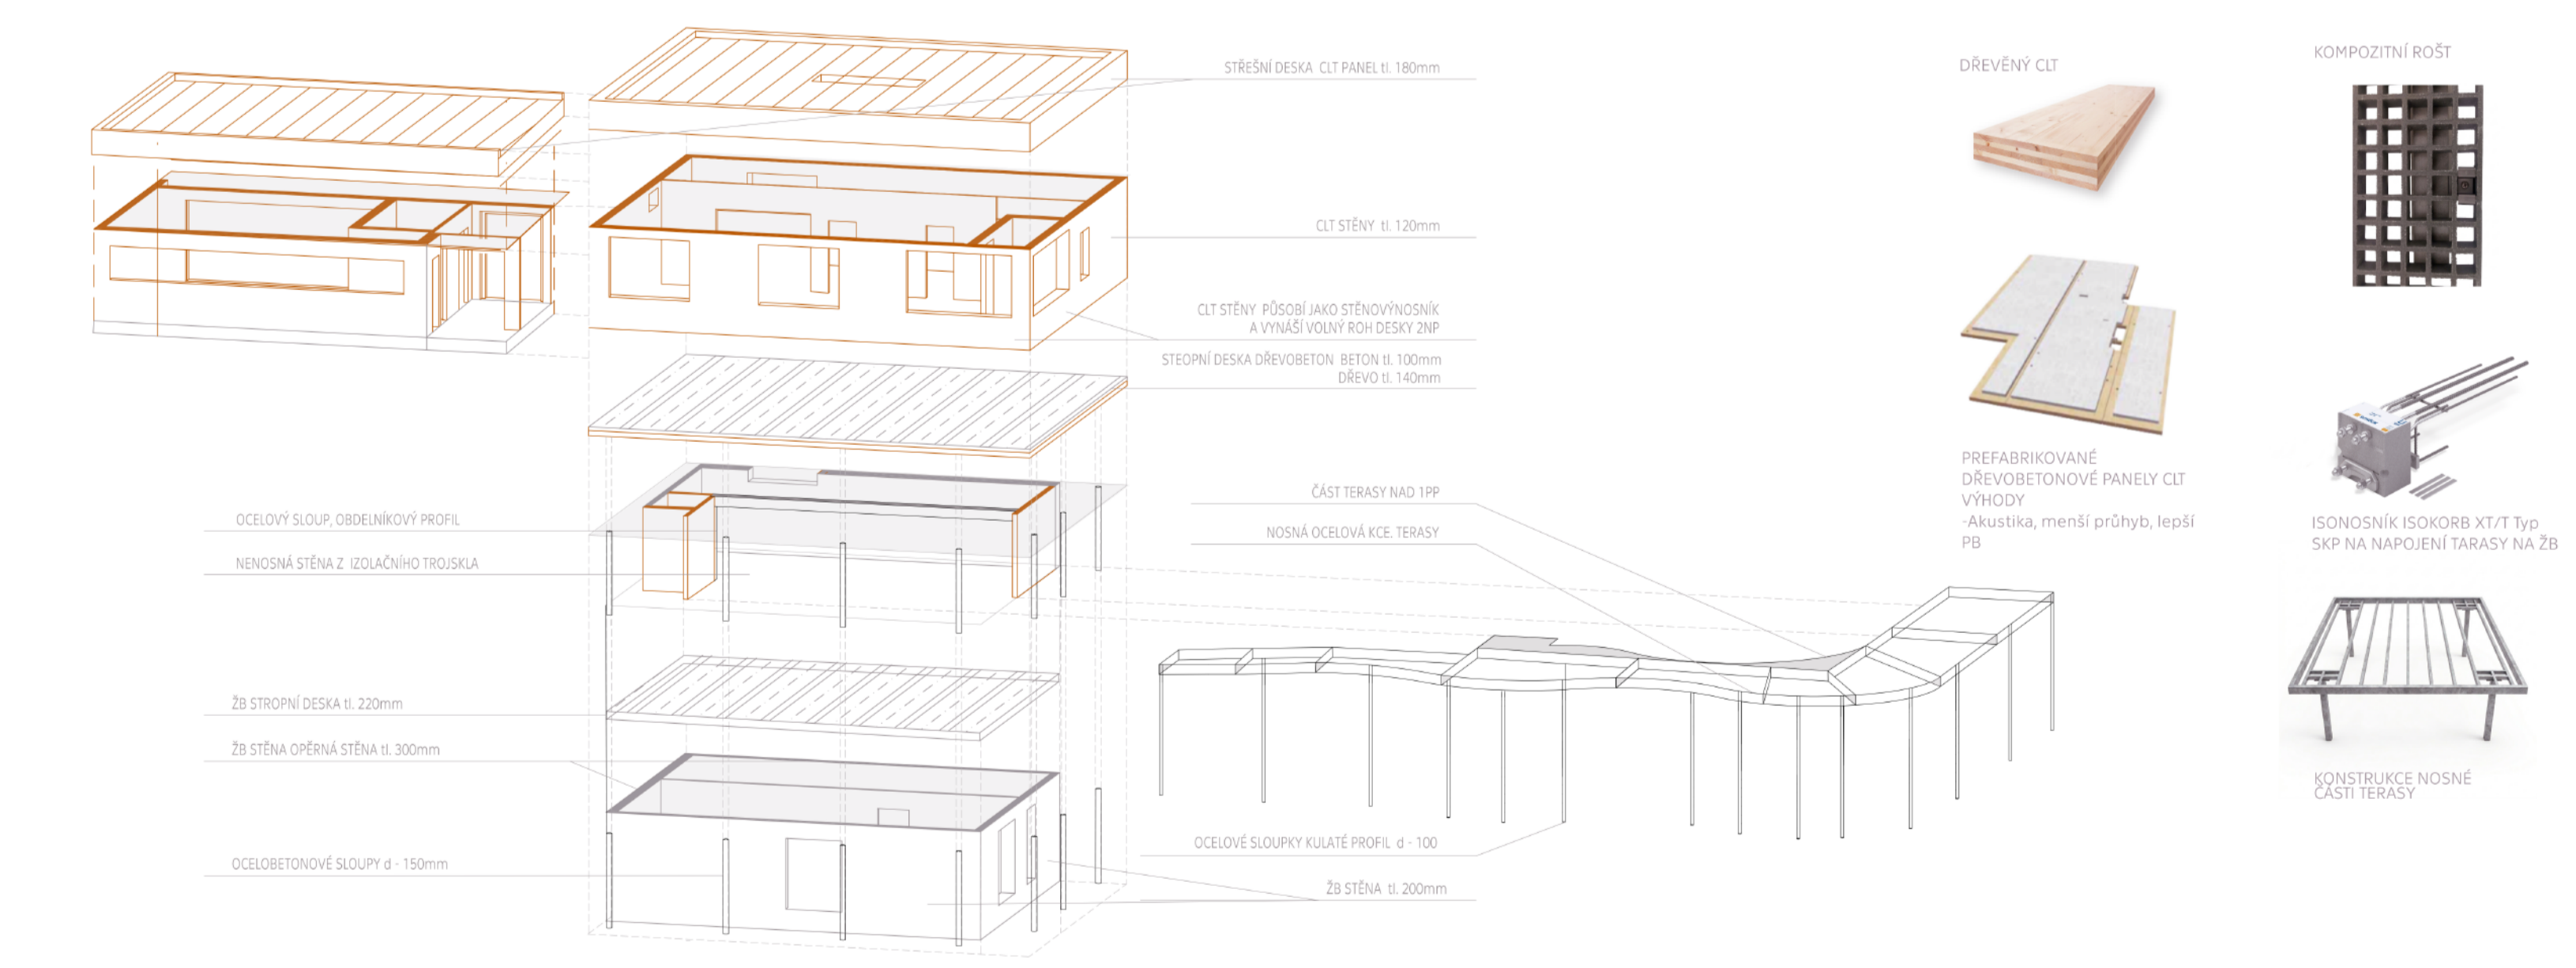 STŘEŠNÍ DESKA CLT PANEL tl. 180mm
CLT STĚNY tl. 120mm
CLT STĚNY PŮSOBÍ JAKO STĚNOVÝNOSNÍK
A VYNÁŠÍ VOLNÝ ROH DESKY 2NP
STEOPNÍ DESKA DŘEVOBETON BETON tl. 100mm
DŘEVO tl. 140mm
OCELOVÝ SLOUP, OBDELNÍKOVÝ PROFIL
NENOSNÁ STĚNA Z IZOLAČNÍHO TROJSKLA
ŽB STROPNÍ DESKA tl. 220mm
ŽB STĚNA OPĚRNÁ STĚNA tl. 300mm
OCELOBETONOVÉ SLOUPY d - 150mm
ČÁST TERASY NAD 1PP
NOSNÁ OCELOVÁ KCE. TERASY
OCELOVÉ SLOUPKY KULATÉ PROFIL d - 100
ŽB STĚNA tl. 200mm
DŘEVĚNÝ CLT
PREFABRIKOVANÉ
DŘEVOBETONOVÉ PANELY CLT
VÝHODY
-Akustika, menší průhyb, lepší
PB
KOMPOZITNÍ ROŠT
ISONOSNÍK ISOKORB XT/T Typ
SKP NA NAPOJENÍ TARASY NA ŽB
KONSTRUKCE NOSNÉ
ČÁSTI TERASY